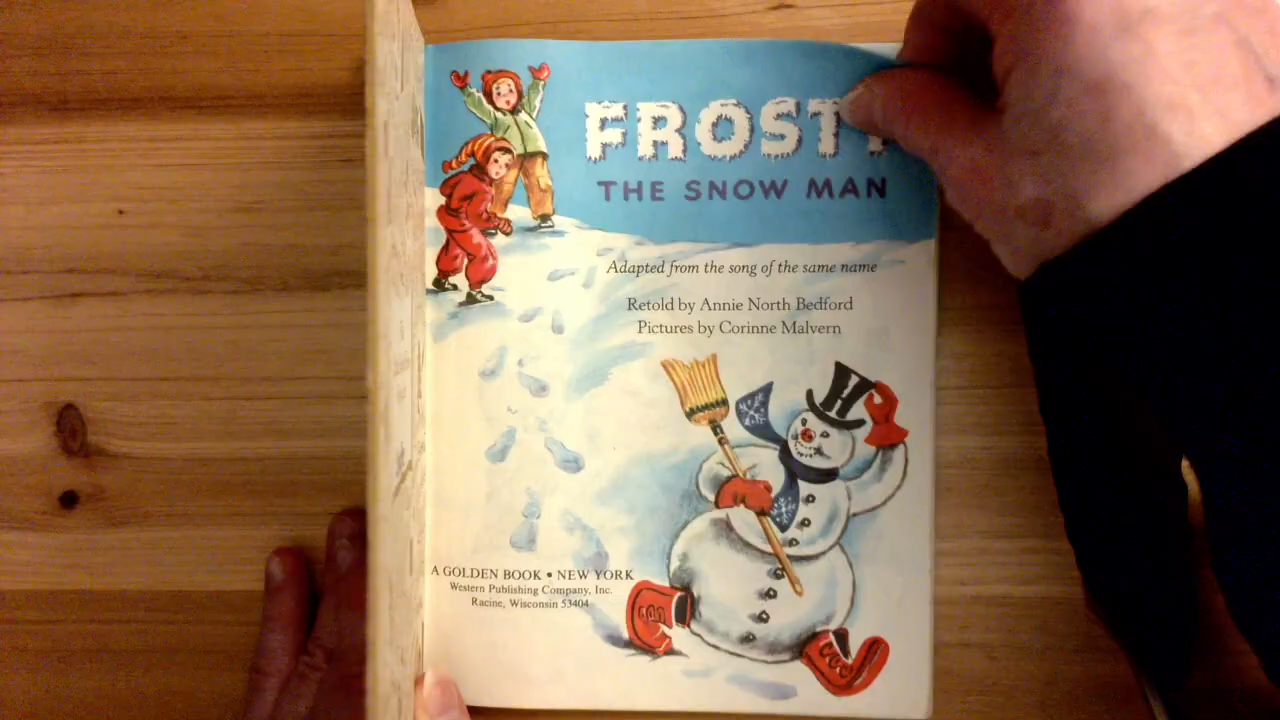 FROSTY
THE SNOW MAN
Adapted from the song of the same name
Retold by Annie North Bedford
Pictures by Corinne Malvern
A GOLDEN BOOK • NEW YORK
Western Publishing Company, Inc.
Racine, Wisconsin 53404